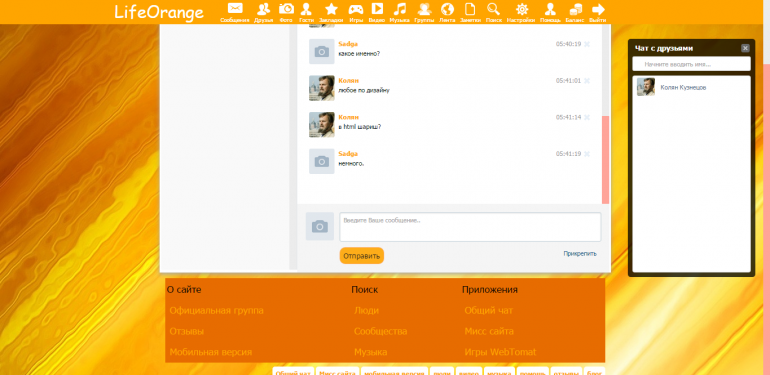 LifeOrange
Сообщения Друзья Фото Гости Закладки Игры Видео Музыка Группы Лента Заметки Поиск Настройки Помощь Баланс Выйти
Sedga 05:40:19
какое именно?
Колян 05:41:01
любое по дизайну
Колян 05:41:14
в html шариш?
Sedga 05:41:19
немного.
Введите Ваше сообщение..
Отправить
Прикрепить
Чат с друзьями
Начните вводить имя...
Колян Кузнецов
О сайте Поиск Приложения
Официальная группа Люди Общий чат
Отзывы Сообщества Мисс сайта
Мобильная версия Музыка Игры WebTomat
Общий чат Мисс сайта мобильная версия люди видео музыка помощь отзывы блог